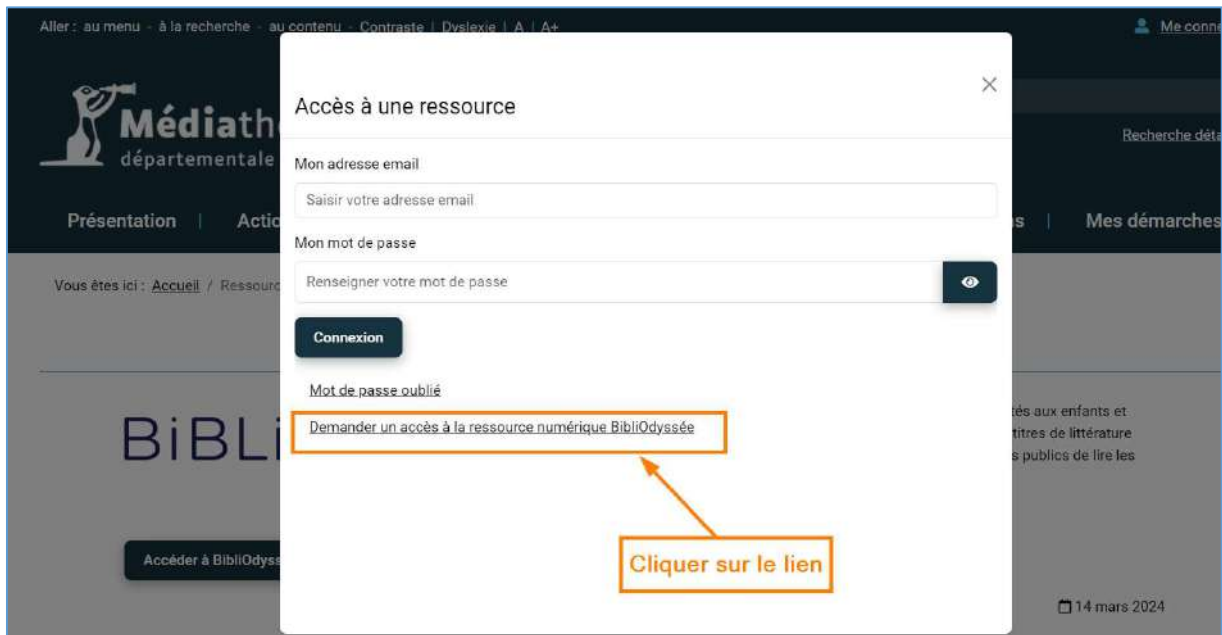 Aller : au menu - à la recherche - au contenu - Contraste | Dyslexie | A | A+
Me conne
Accès à une ressource
Médiath
départementale
Recherche déta
Mon adresse email
Saisir votre adresse email
Présentation | Actio
s | Mes démarches
Mon mot de passe
Renseigner votre mot de passe
Vous êtes ici : Accueil / Ressourc
Connexion
Mot de passe oublié
Demander un accès à la ressource numérique BibliOdyssée
BiBLi
tés aux enfants et
titres de littérature
s publics de lire les
Accéder à BibliOdyss
Cliquer sur le lien
14 mars 2024